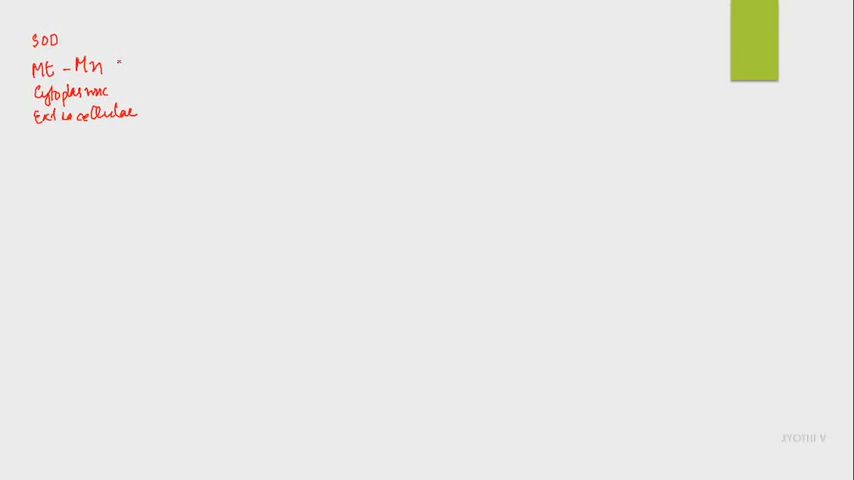 SOD
Mt - Mn
Cytoplasmic
Extracellular
JYOTHI V